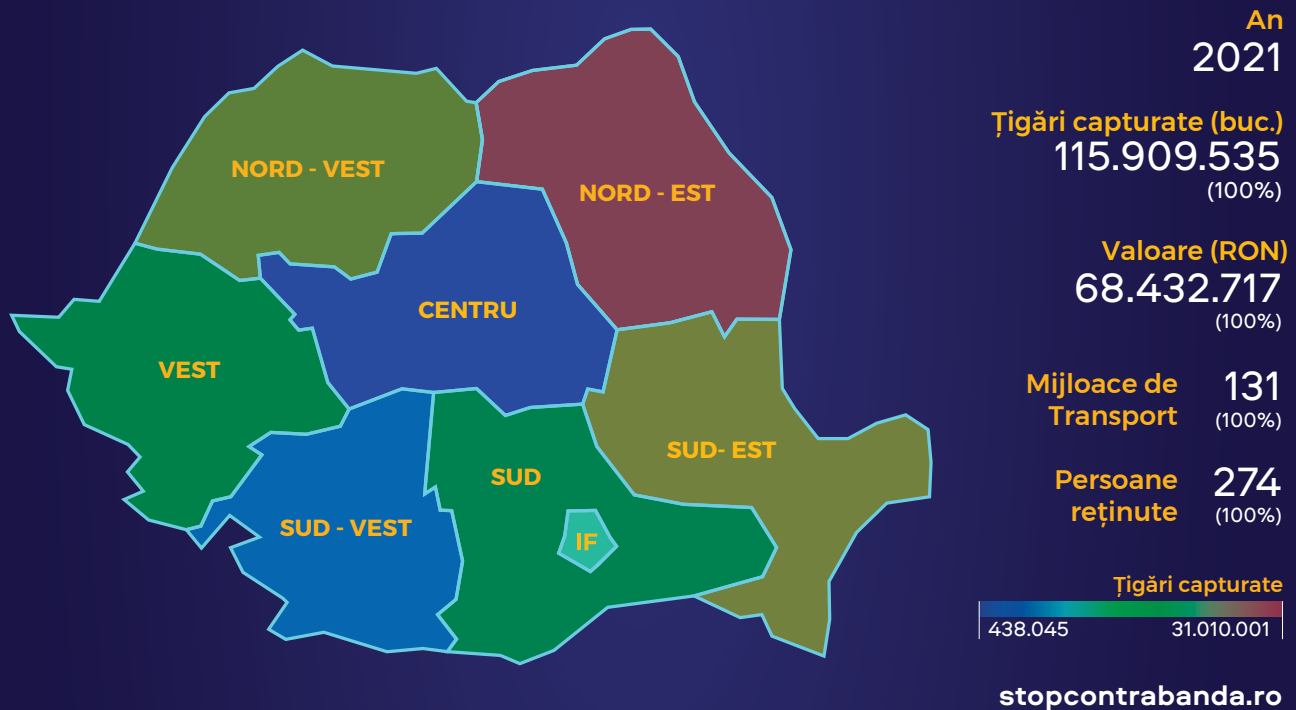 An
2021
Țigări capturate (buc.)
115.909.535
(100%)
NORD - VEST
NORD - EST
Valoare (RON)
68.432.717
(100%)
CENTRU
VEST
Mijloace de
Transport
131
(100%)
SUD- EST
SUD
Persoane
reținute
274
(100%)
SUD - VEST
IF
Țigări capturate
438.045
31.010.001
stopcontrabanda.ro